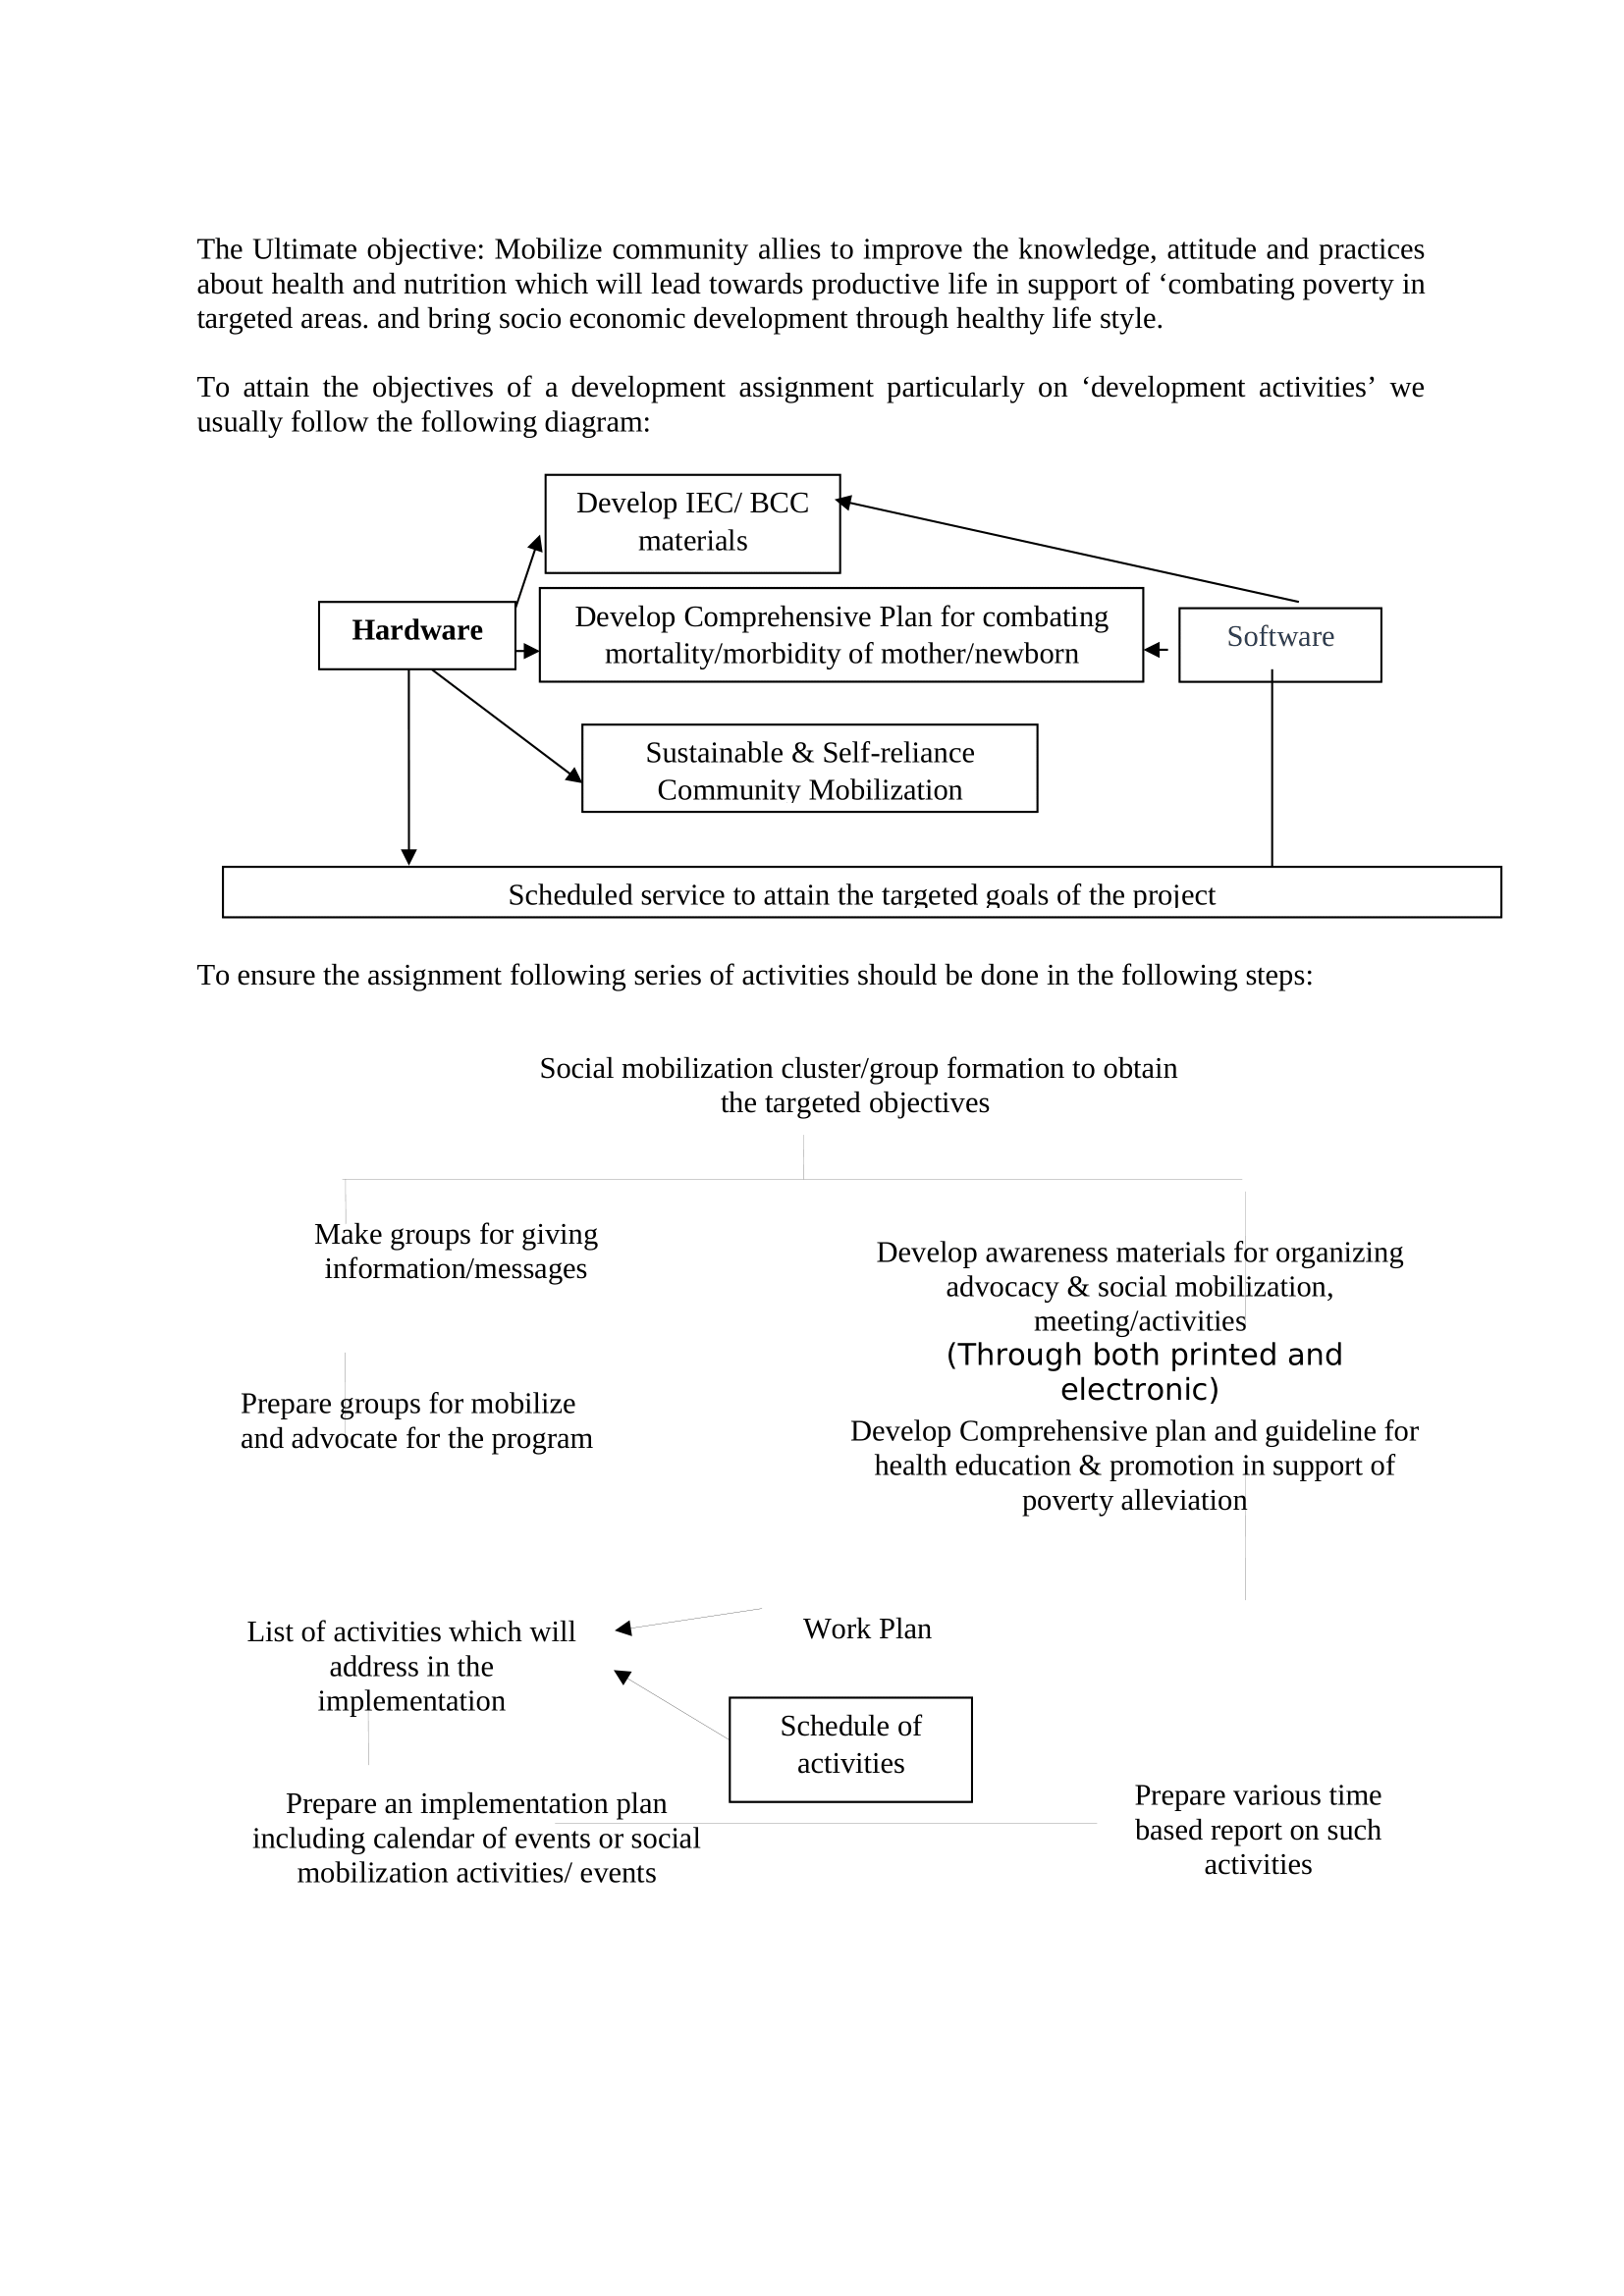 The Ultimate objective: Mobilize community allies to improve the knowledge, attitude and practices
about health and nutrition which will lead towards productive life in support of ‘combating poverty in
targeted areas. and bring socio economic development through healthy life style.
To attain the objectives of a development assignment particularly on ‘development activities’ we
usually follow the following diagram:
Develop IEC/ BCC
materials
Hardware
Develop Comprehensive Plan for combating
mortality/morbidity of mother/newborn
Software
Sustainable & Self-reliance
Community Mobilization
Scheduled service to attain the targeted goals of the project
To ensure the assignment following series of activities should be done in the following steps:
Social mobilization cluster/group formation to obtain
the targeted objectives
Make groups for giving
information/messages
Develop awareness materials for organizing
advocacy & social mobilization,
meeting/activities
(Through both printed and
electronic)
Prepare groups for mobilize
and advocate for the program
Develop Comprehensive plan and guideline for
health education & promotion in support of
poverty alleviation
List of activities which will
address in the
implementation
Work Plan
Schedule of
activities
Prepare an implementation plan
including calendar of events or social
mobilization activities/ events
Prepare various time
based report on such
activities